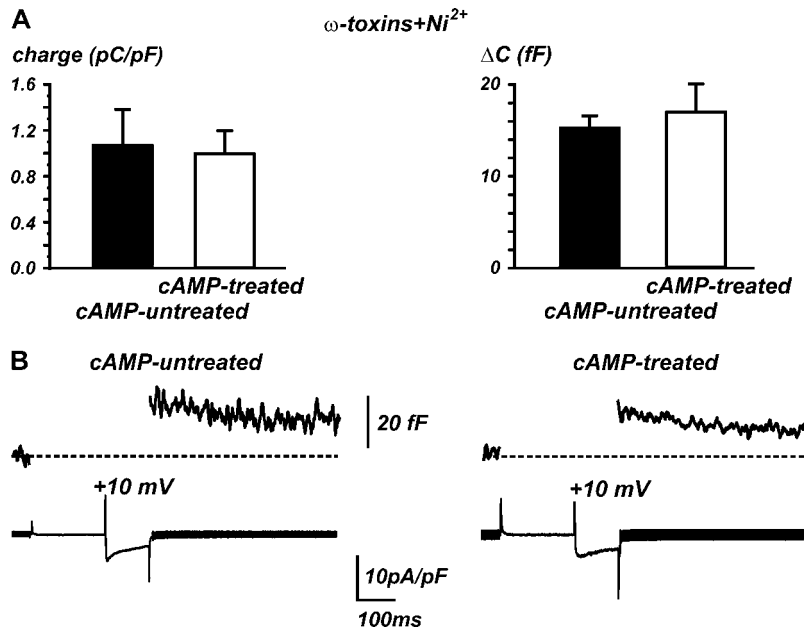 A
ω-toxins+Ni²⁺
charge (pC/pF)
1.6
1.2
0.8
0.4
0.0
cAMP-treated
cAMP-untreated
ΔC (fF)
20
10
0
cAMP-treated
cAMP-untreated
B
cAMP-untreated
cAMP-treated
20 fF
+10 mV
+10 mV
10pA/pF
100ms